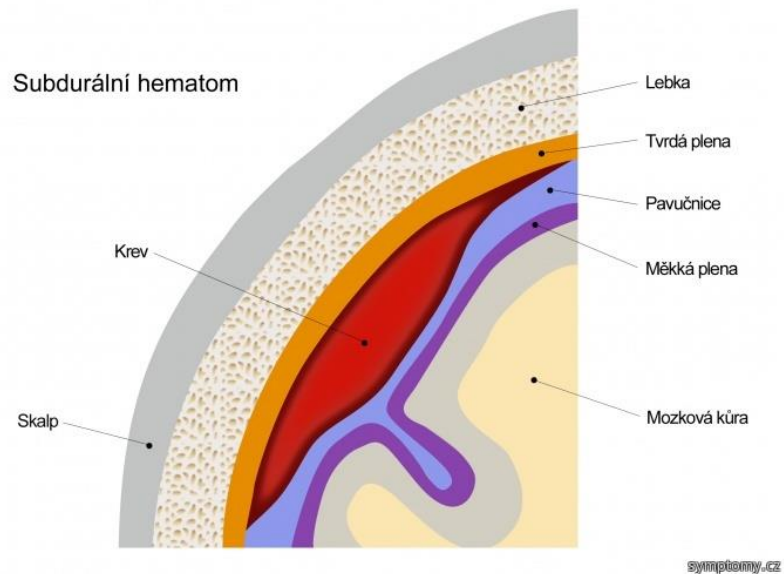 Subdurální hematom
Lebka
Tvrdá plena
Pavučnice
Krev
Měkká plena
Skalp
Mozková kůra
symptomy.cz